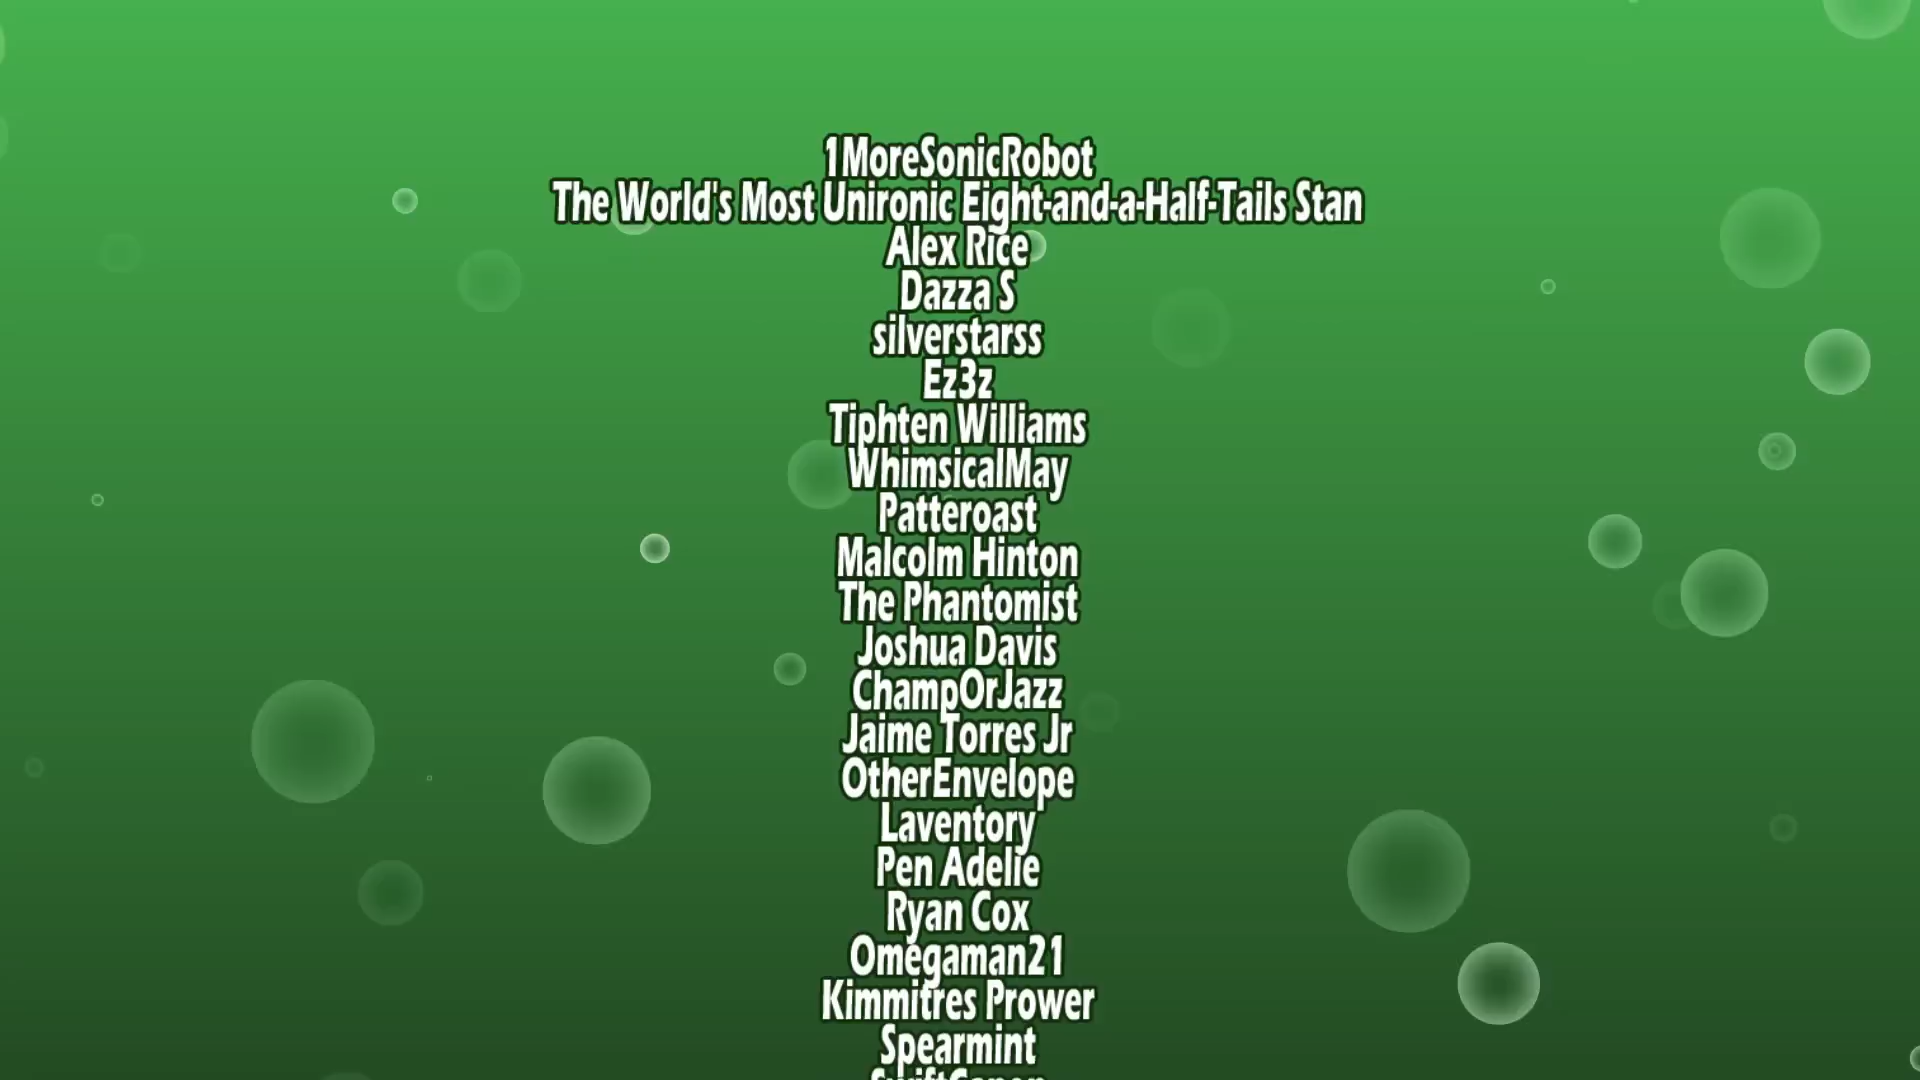 1MoreSonicRobot
The World's Most Unironic Eight-and-a-Half-Tails Stan
Alex Rice
Dazza S
silverstarss
Ez3z
Tiphten Williams
WhimsicalMay
Patteroast
Malcolm Hinton
The Phantomist
Joshua Davis
ChampOrJazz
Jaime Torres Jr
OtherEnvelope
Laventory
Pen Adelie
Ryan Cox
Omegaman21
Kimmitres Prower
Spearmint